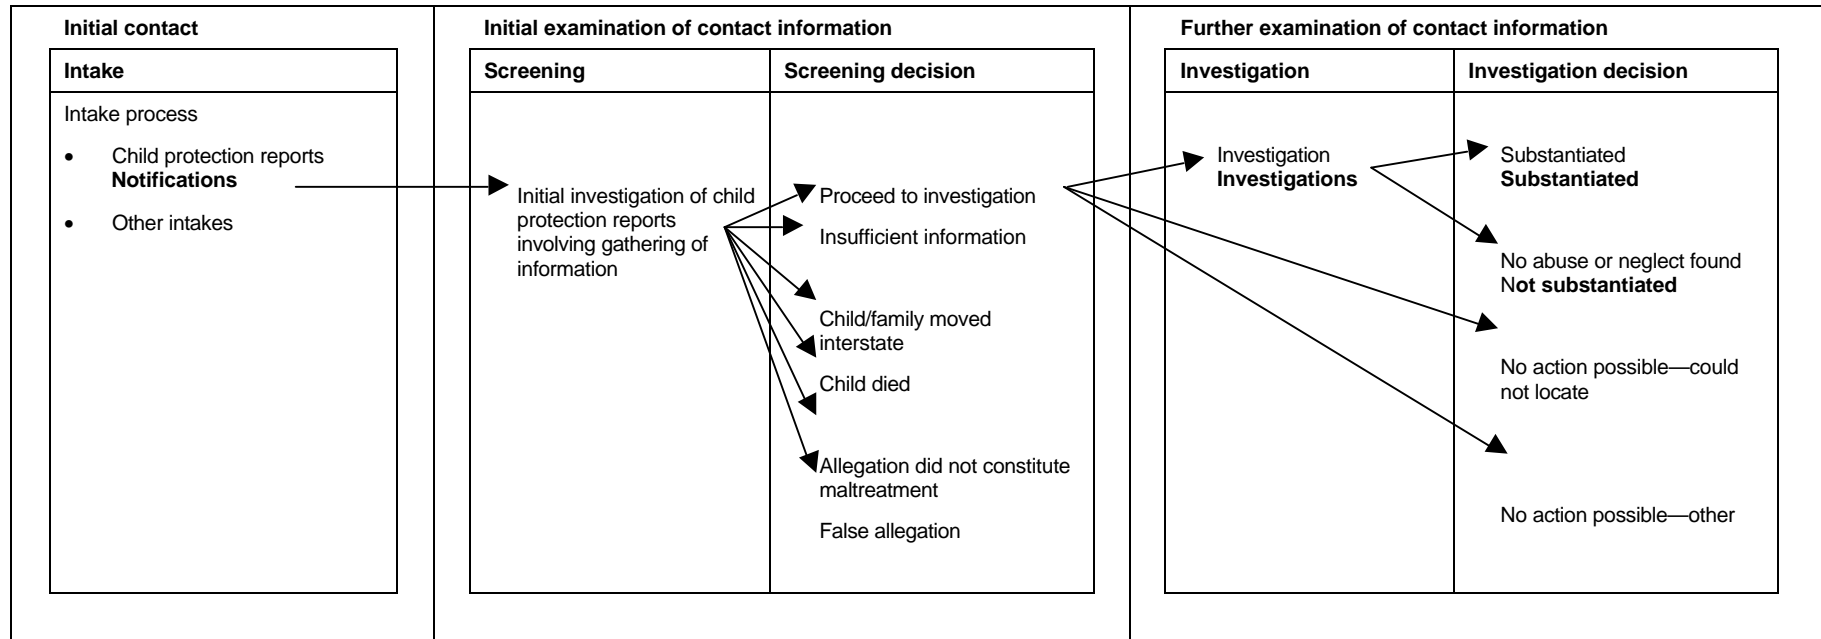 Initial contact
Intake
Intake process
• Child protection reports
Notifications
• Other intakes
Initial examination of contact information
Screening
Initial investigation of child
protection reports
involving gathering of
information
Screening decision
Proceed to investigation
Insufficient information
Child/family moved
interstate
Child died
Allegation did not constitute
maltreatment
False allegation
Further examination of contact information
Investigation
Investigation
Investigations
Investigation decision
Substantiated
Substantiated
No abuse or neglect found
Not substantiated
No action possible—could
not locate
No action possible—other